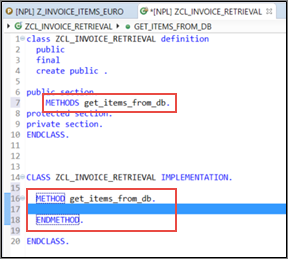 [NPL] Z_INVOICE_ITEMS_EURO *[NPL] ZCL_INVOICE_RETRIEVAL
ZCL_INVOICE_RETRIEVAL GET_ITEMS_FROM_DB
1 class ZCL_INVOICE_RETRIEVAL definition
2 public
3 final
4 create public .
5
6 public section.
7 METHODS get_items_from_db.
8 protected section.
9 private section.
10 ENDCLASS.
11
12
13
14 CLASS ZCL_INVOICE_RETRIEVAL IMPLEMENTATION.
15
16 METHOD get_items_from_db.
17
18 ENDMETHOD.
19
20 ENDCLASS.